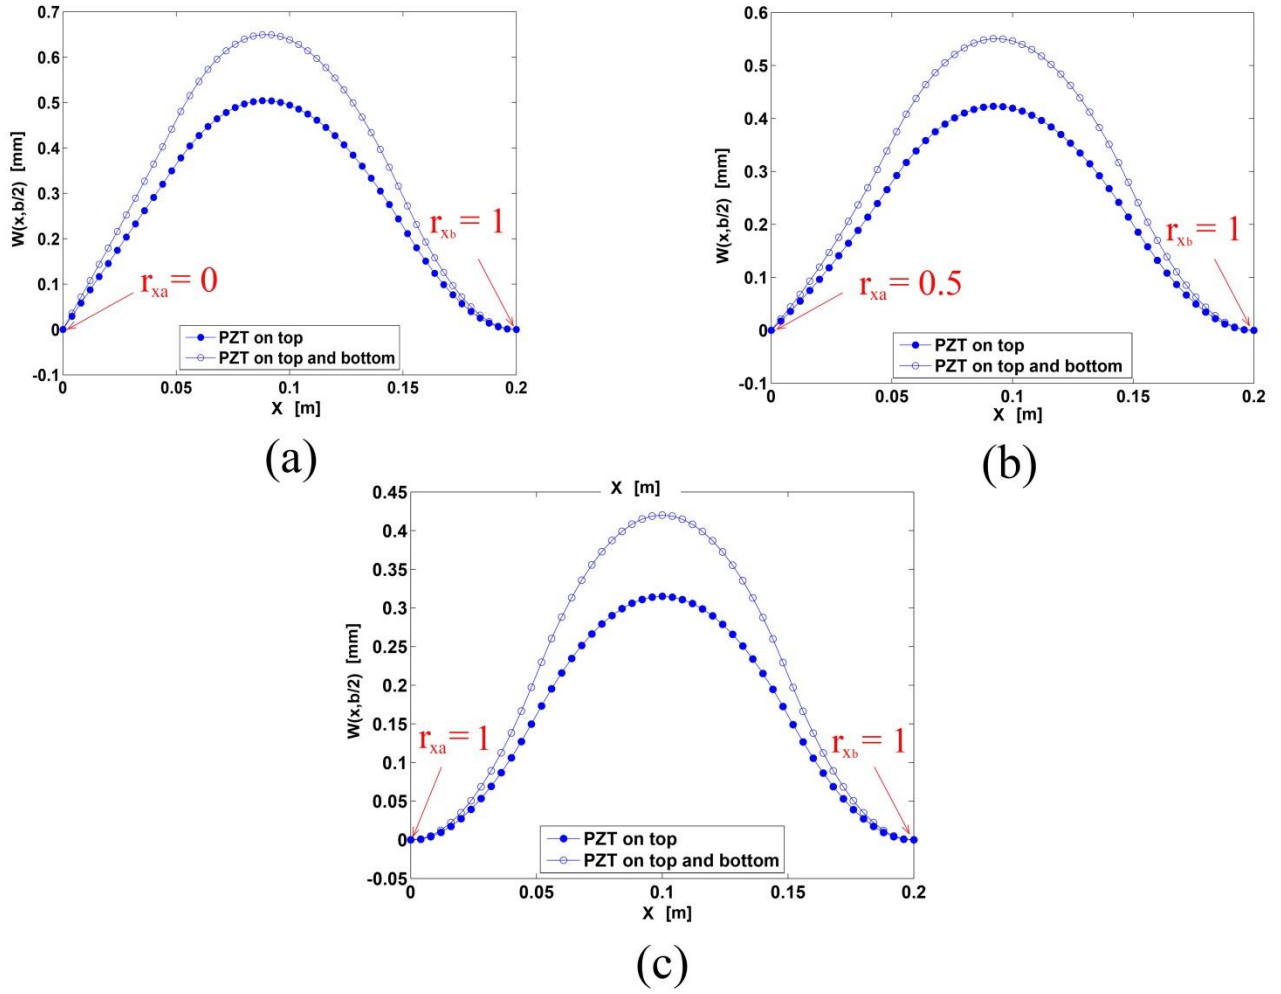 0.7
0.6
0.5
0.4
0.3
0.2
0.1
0
-0.1
W(x,b/2) [mm]
r_xa = 0
r_xb = 1
PZT on top
PZT on top and bottom
0 0.05 0.1 0.15 0.2
X [m]
(a)
0.6
0.5
0.4
0.3
0.2
0.1
0
-0.1
W(x,b/2) [mm]
r_xa = 0.5
r_xb = 1
PZT on top
PZT on top and bottom
0 0.05 0.1 0.15 0.2
X [m]
(b)
X [m]
0.45
0.4
0.35
0.3
0.25
0.2
0.15
0.1
0.05
0
-0.05
W(x,b/2) [mm]
r_xa = 1
r_xb = 1
PZT on top
PZT on top and bottom
0 0.05 0.1 0.15 0.2
X [m]
(c)